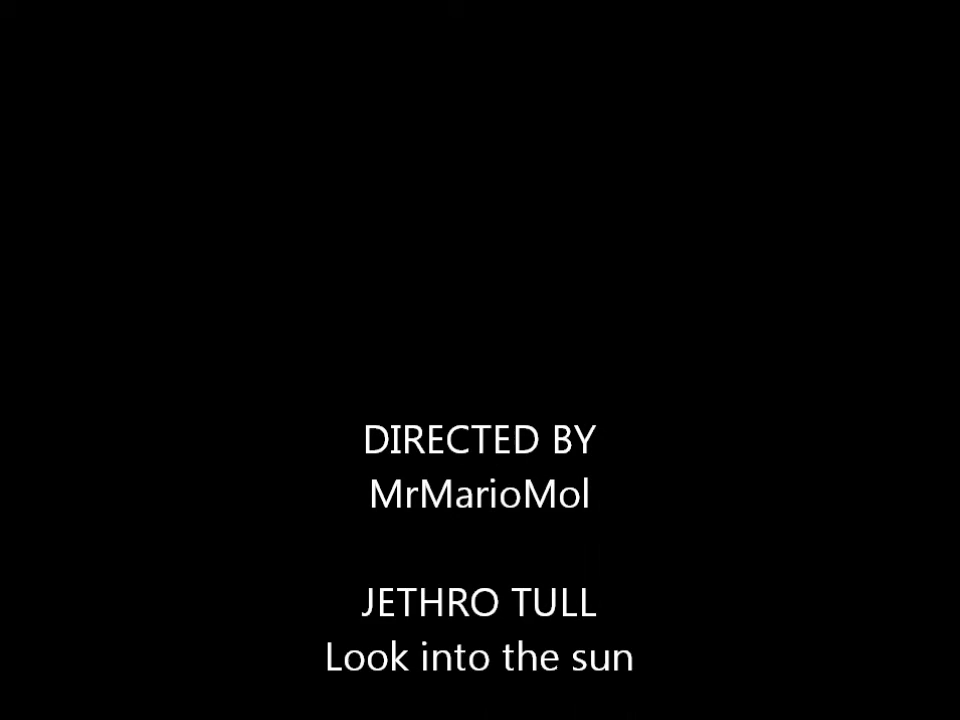 DIRECTED BY
MrMarioMol
JETHRO TULL
Look into the sun